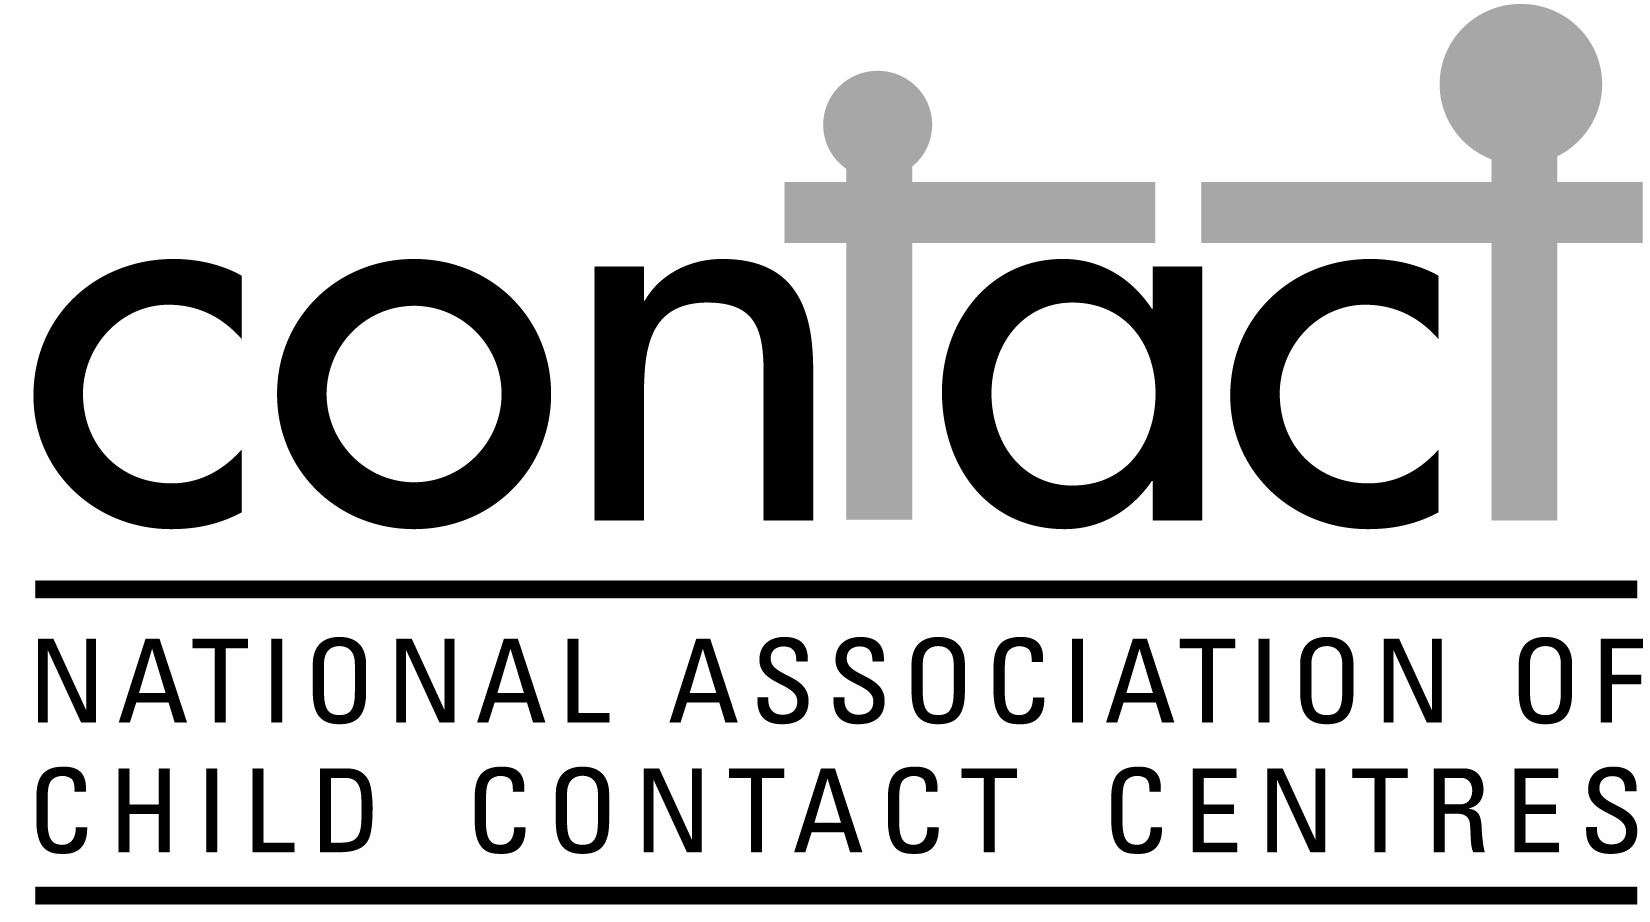 contact
NATIONAL ASSOCIATION OF
CHILD CONTACT CENTRES